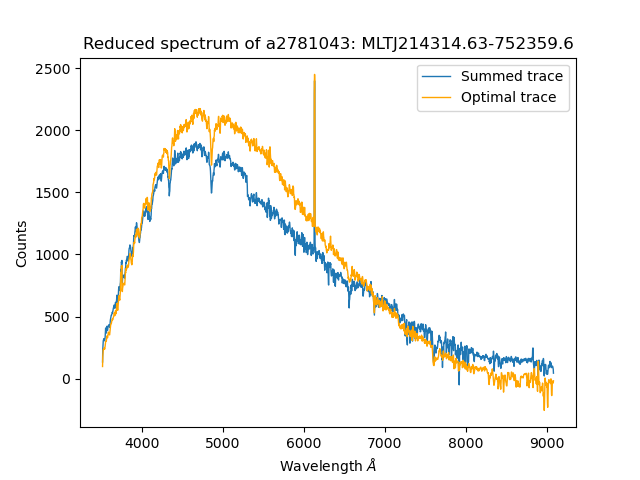 Reduced spectrum of a2781043: MLTJ214314.63-752359.6
Summed trace
Optimal trace
Counts
2500
2000
1500
1000
500
0
4000 5000 6000 7000 8000 9000
Wavelength Å